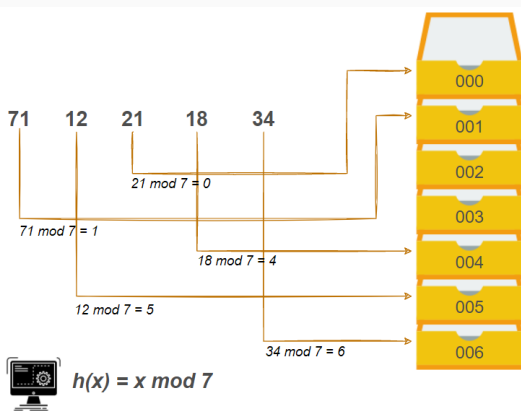 000
71 12 21 18 34
001
002
21 mod 7 = 0
003
71 mod 7 = 1
18 mod 7 = 4
004
12 mod 7 = 5
005
34 mod 7 = 6
006
h(x) = x mod 7